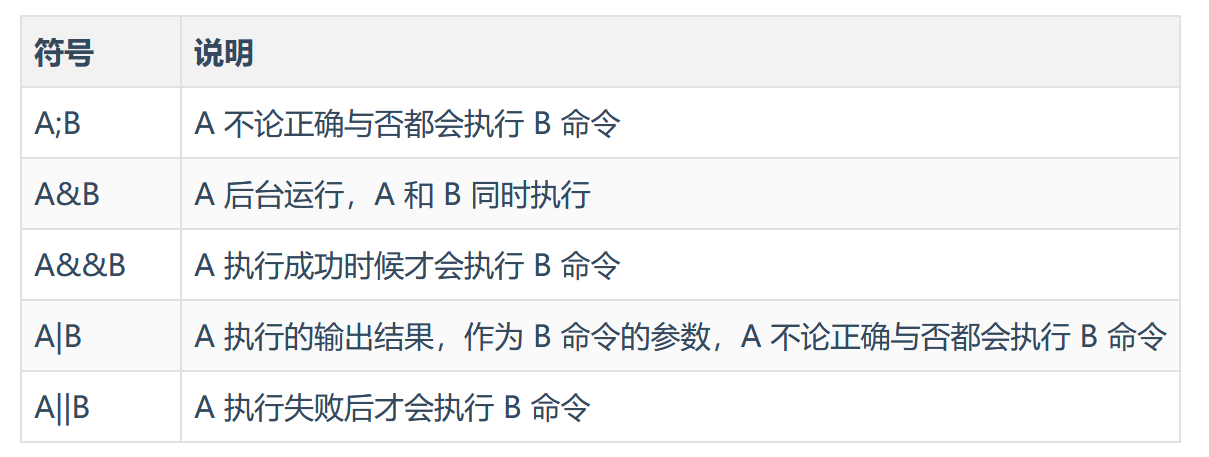 符号 说明
A;B A 不论正确与否都会执行 B 命令
A&B A 后台运行，A 和 B 同时执行
A&&B A 执行成功时候才会执行 B 命令
A|B A 执行的输出结果，作为 B 命令的参数，A 不论正确与否都会执行 B 命令
A||B A 执行失败后才会执行 B 命令